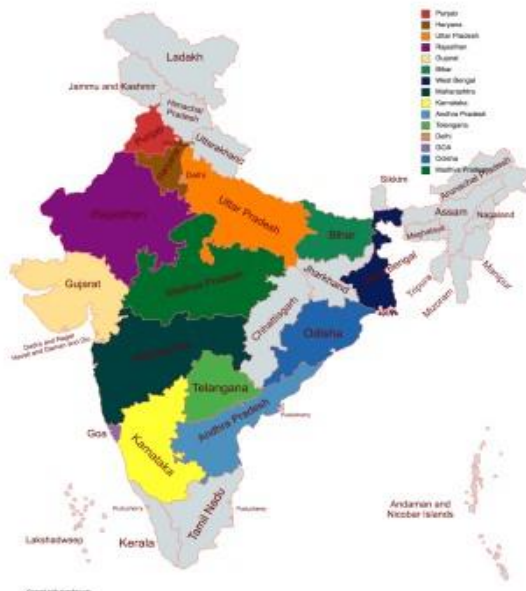 Punjab
Haryana
Uttar Pradesh
Rajasthan
Gujarat
Bihar
West Bengal
Maharashtra
Karnataka
Andhra Pradesh
Telangana
Delhi
GOA
Odisha
Madhya Pradesh
Ladakh
Jammu and Kashmir
Himachal
Pradesh
Punjab
Uttarakhand
Delhi
Rajasthan
Uttar Pradesh
Sikkim
Arunachal Pradesh
Assam
Nagaland
Meghalaya
Manipur
Tripura
Mizoram
Bihar
Jharkhand
Bengal
Gujarat
Madhya Pradesh
Chhattisgarh
Odisha
Dadra and Nagar
Haveli and Daman and Diu
Telangana
Andhra Pradesh
Puducherry
Goa
Karnataka
Puducherry
Tamil Nadu
Puducherry
Kerala
Lakshadweep
Andaman and
Nicobar Islands